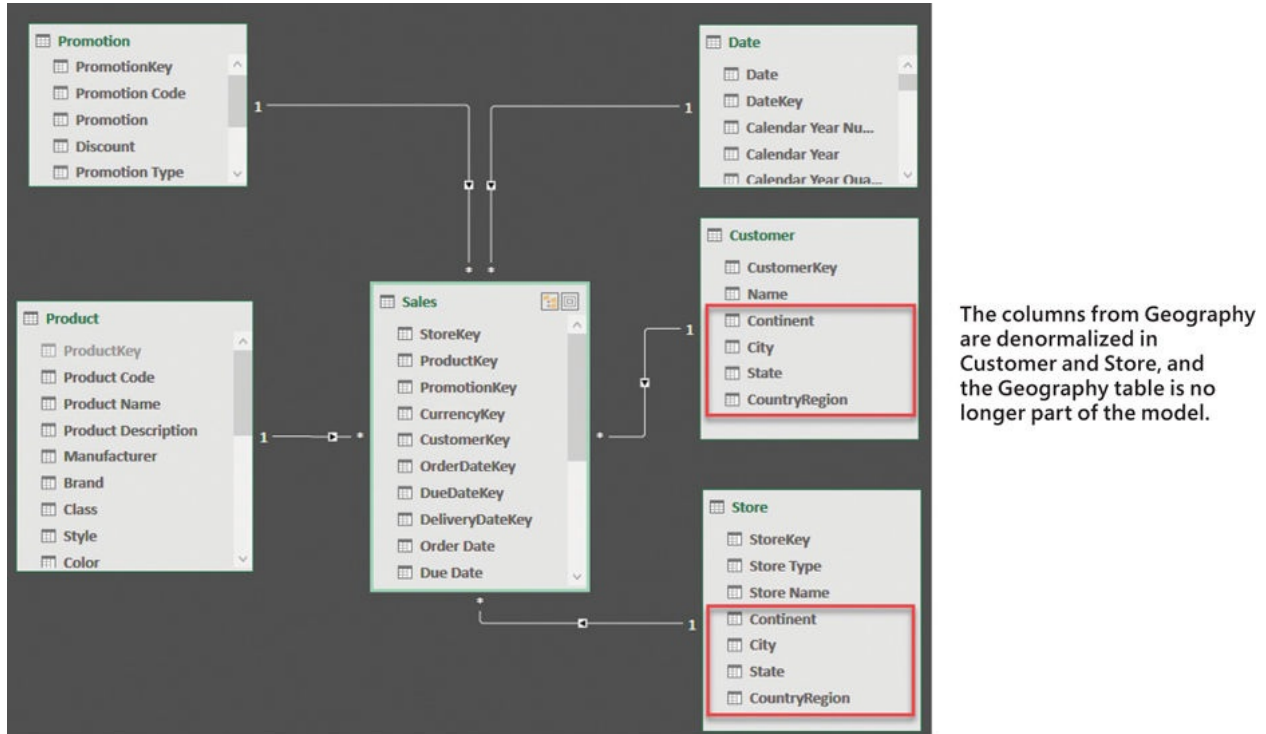 Promotion
PromotionKey
Promotion Code
Promotion
Discount
Promotion Type
1
Date
Date
DateKey
Calendar Year Nu...
Calendar Year
Calendar Year Qua...
1
Customer
CustomerKey
Name
Continent
City
State
CountryRegion
1
*
*
*
Sales
StoreKey
ProductKey
PromotionKey
CurrencyKey
CustomerKey
OrderDateKey
DueDateKey
DeliveryDateKey
Order Date
Due Date
*
Product
ProductKey
Product Code
Product Name
Product Description
Manufacturer
Brand
Class
Style
Color
1
*
Store
StoreKey
Store Type
Store Name
Continent
City
State
CountryRegion
1
The columns from Geography
are denormalized in
Customer and Store, and
the Geography table is no
longer part of the model.